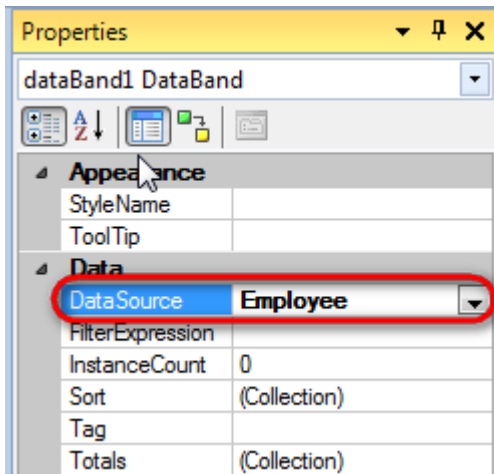 Properties
dataBand1 DataBand
Appearance
StyleName
ToolTip
Data
DataSource Employee
FilterExpression
InstanceCount 0
Sort (Collection)
Tag
Totals (Collection)